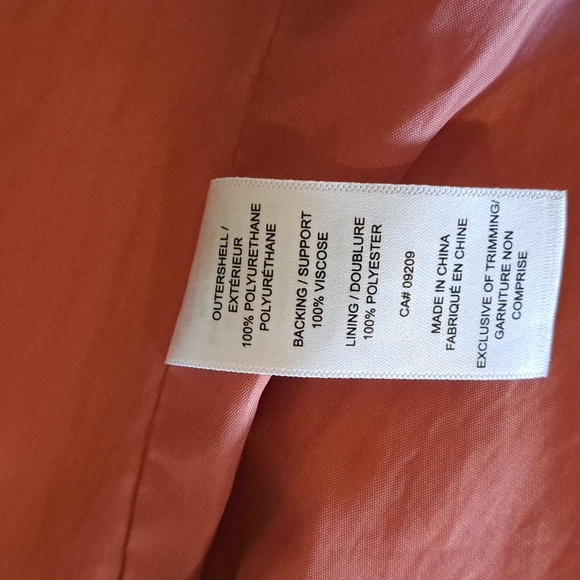 OUTERSHELL /
EXTÉRIEUR
100% POLYURETHANE
POLYURÉTHANE
BACKING / SUPPORT
100% VISCOSE
LINING / DOUBLURE
100% POLYESTER
CA# 09209
MADE IN CHINA
FABRIQUÉ EN CHINE
EXCLUSIVE OF TRIMMING/
GARNITURE NON
COMPRISE